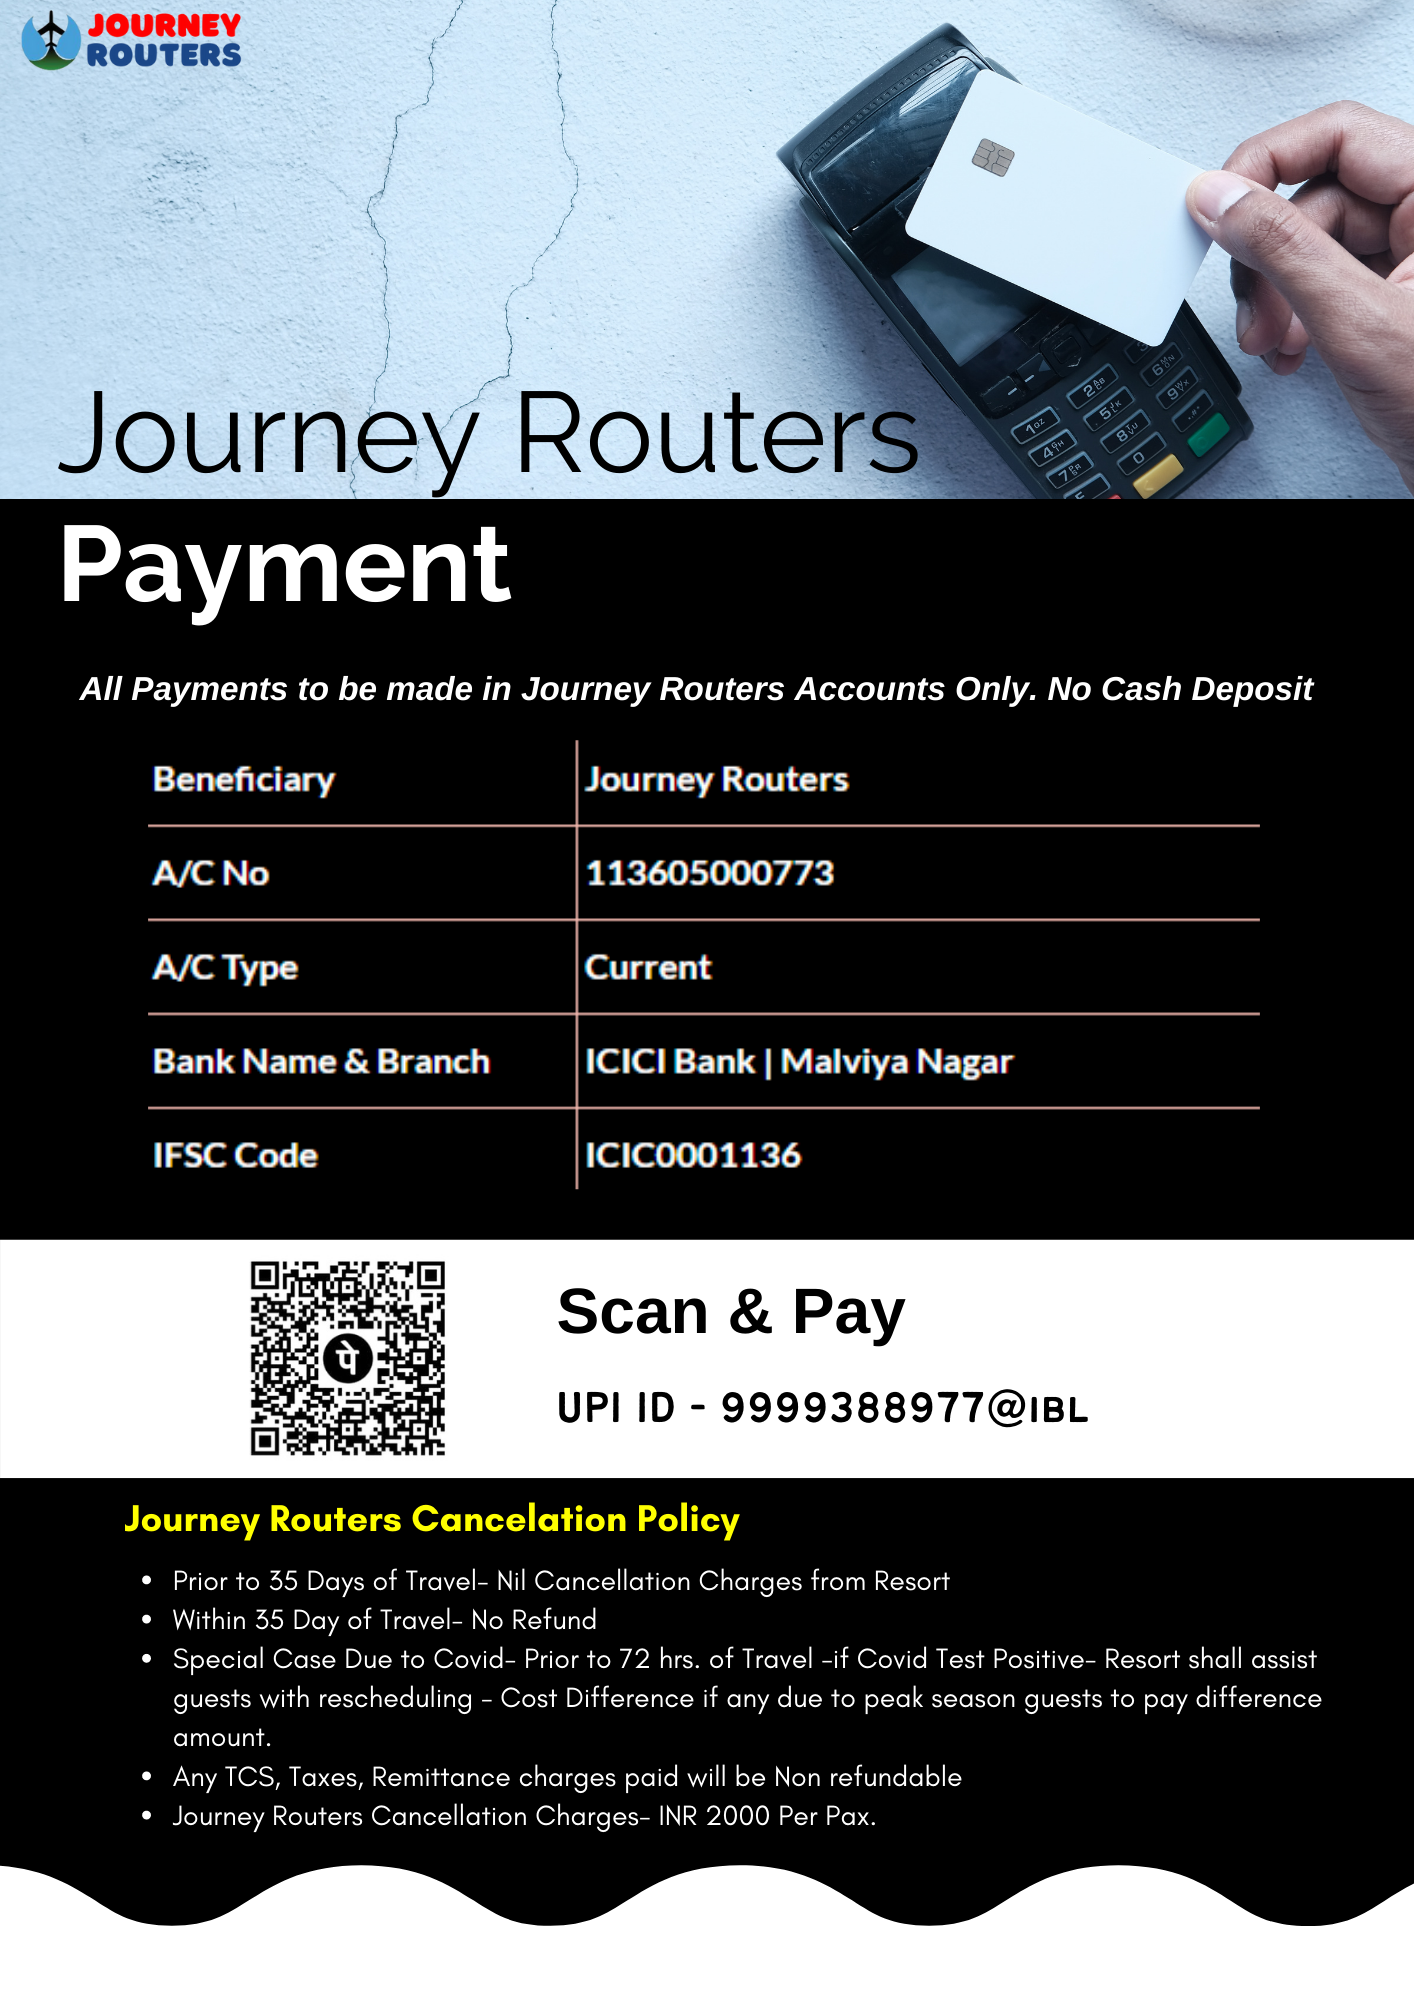 JOURNEY
ROUTERS
Journey Routers
Payment
All Payments to be made in Journey Routers Accounts Only. No Cash Deposit
Beneficiary Journey Routers
A/C No 113605000773
A/C Type Current
Bank Name & Branch ICICI Bank | Malviya Nagar
IFSC Code ICIC0001136
पे
Scan & Pay
UPI ID - 9999388977@IBL
Journey Routers Cancelation Policy
• Prior to 35 Days of Travel- Nil Cancellation Charges from Resort
• Within 35 Day of Travel- No Refund
• Special Case Due to Covid- Prior to 72 hrs. of Travel -if Covid Test Positive- Resort shall assist
guests with rescheduling - Cost Difference if any due to peak season guests to pay difference
amount.
• Any TCS, Taxes, Remittance charges paid will be Non refundable
• Journey Routers Cancellation Charges- INR 2000 Per Pax.